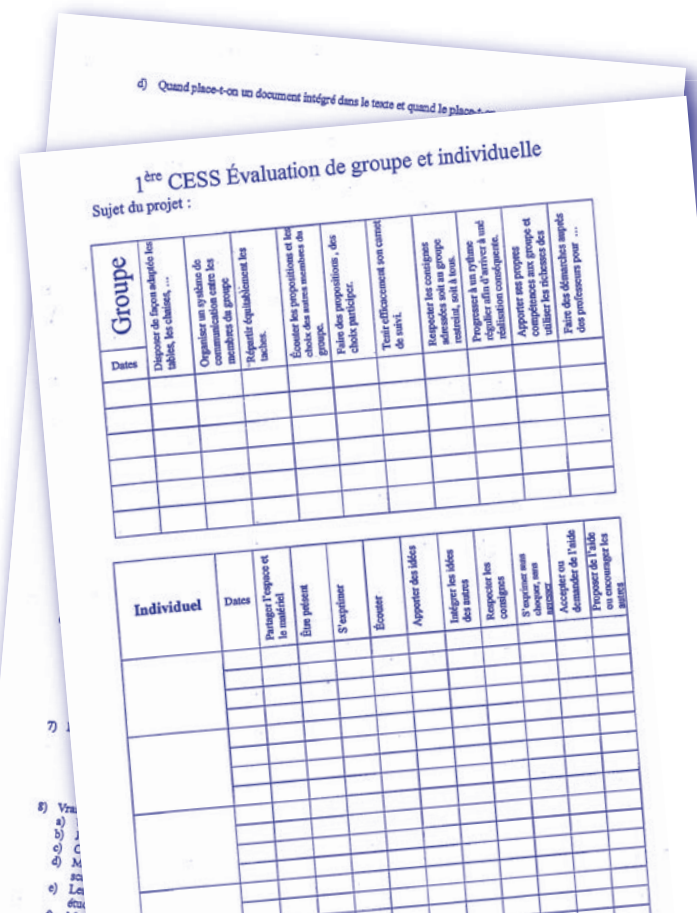 d) Quand place-t-on un document intégré dans le texte et quand le place-t-on
1ère CESS Évaluation de groupe et individuelle
Sujet du projet :
Groupe
Dates
Disposer de façon adaptée les
tables, les chaises, …
Organiser un système de
communication entre les
membres du groupe
Répartir équitablement les
taches.
Écouter les propositions et les
choix des autres membres du
groupe.
Faire des propositions , des
choix participer.
Tenir efficacement son carnet
de suivi.
Respecter les consignes
adressées soit au groupe
restreint, soit à tous.
Progresser à un rythme
régulier afin d'arriver à une
réalisation conséquente.
Apporter ses propres
compétences aux groupe et
utiliser les richesses des
Faire des démarches auprès
des professeurs pour …
Individuel
Dates
Partager l'espace et
le matériel
Être présent
S'exprimer
Écouter
Apporter des idées
Intégrer les idées
des autres
Respecter les
consignes
S'exprimer sans
choquer, sans
Accepter ou
demander de l'aide
Proposer de l'aide
ou encourager les
autres
7)
8) Vra
a)
b)
c) C
d) M
e) Les